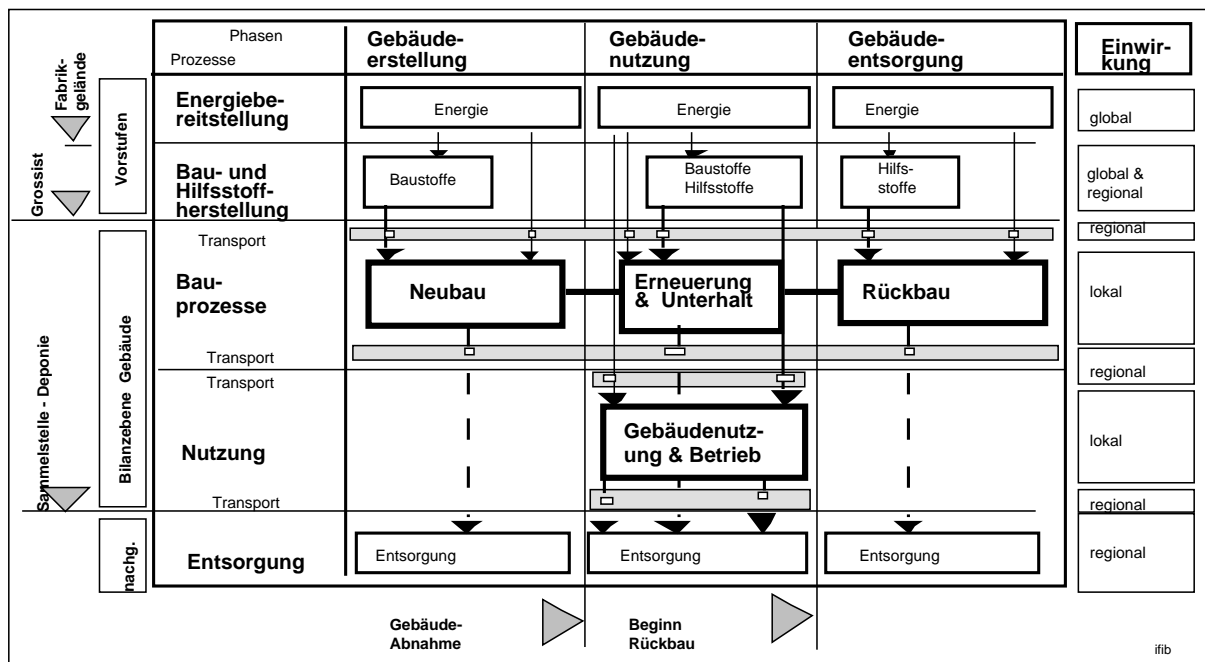 Phasen
Prozesse
Gebäude-
erstellung
Gebäude-
nutzung
Gebäude-
entsorgung
Einwir-
kung
Fabrik-
gelände
Vorstufen
Grossist
Energiebe-
reitstellung
Energie
Energie
Energie
global
Bau- und
Hilfsstoff-
herstellung
Baustoffe
Baustoffe
Hilfsstoffe
Hilfs-
stoffe
global &
regional
Transport
regional
Sammelstelle - Deponie
Bilanzebene Gebäude
Bau-
prozesse
Neubau
Erneuerung
& Unterhalt
Rückbau
lokal
Transport
regional
Transport
Nutzung
Gebäudenutz-
ung & Betrieb
lokal
Transport
regional
nachg.
Entsorgung
Entsorgung
Entsorgung
Entsorgung
regional
Gebäude-
Abnahme
Beginn
Rückbau
ifib